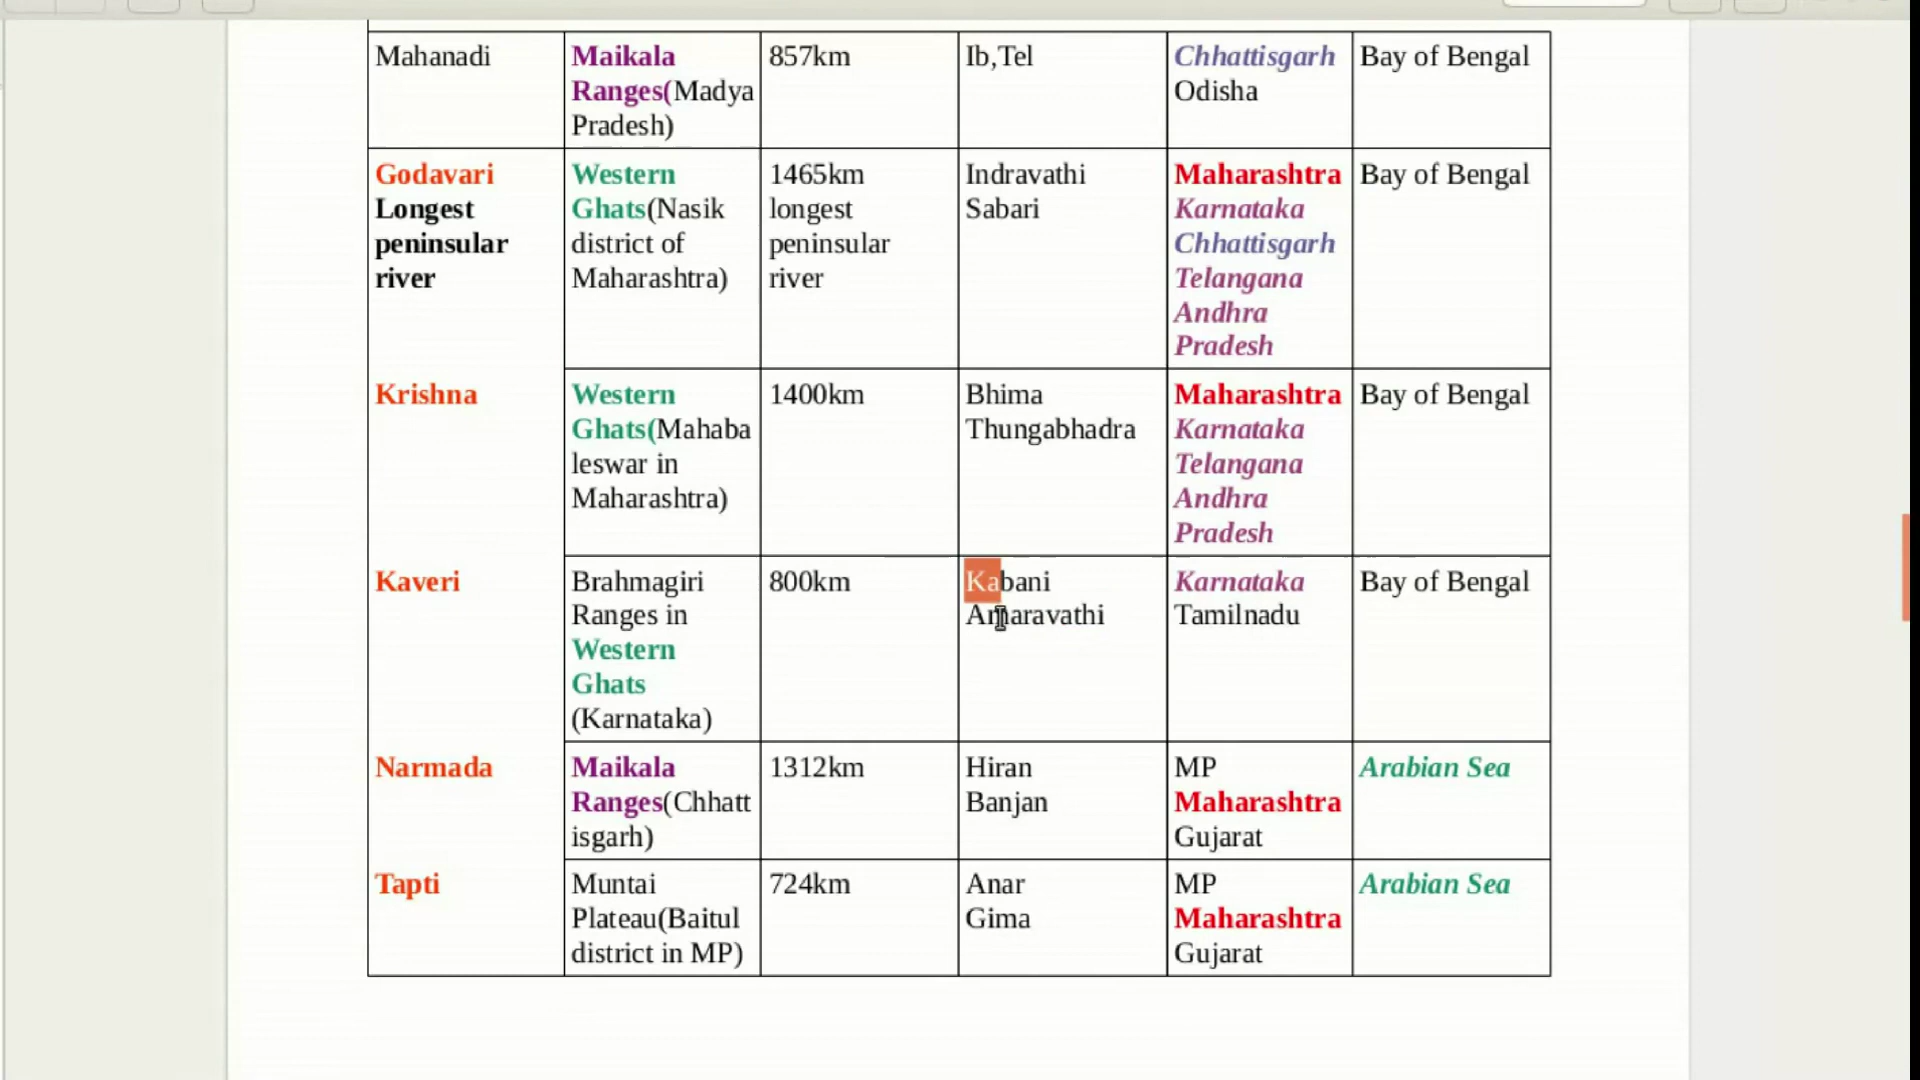 Mahanadi
Maikala
Ranges(Madya
Pradesh)
857km
Ib,Tel
Chhattisgarh
Odisha
Bay of Bengal
Godavari
Longest
peninsular
river
Western
Ghats(Nasik
district of
Maharashtra)
1465km
longest
peninsular
river
Indravathi
Sabari
Maharashtra
Karnataka
Chhattisgarh
Telangana
Andhra
Pradesh
Bay of Bengal
Krishna
Western
Ghats(Mahaba
leswar in
Maharashtra)
1400km
Bhima
Thungabhadra
Maharashtra
Karnataka
Telangana
Andhra
Pradesh
Bay of Bengal
Kaveri
Brahmagiri
Ranges in
Western
Ghats
(Karnataka)
800km
Kabani
Amaravathi
Karnataka
Tamilnadu
Bay of Bengal
Narmada
Maikala
Ranges(Chhatt
isgarh)
1312km
Hiran
Banjan
MP
Maharashtra
Gujarat
Arabian Sea
Tapti
Muntai
Plateau(Baitul
district in MP)
724km
Anar
Gima
MP
Maharashtra
Gujarat
Arabian Sea